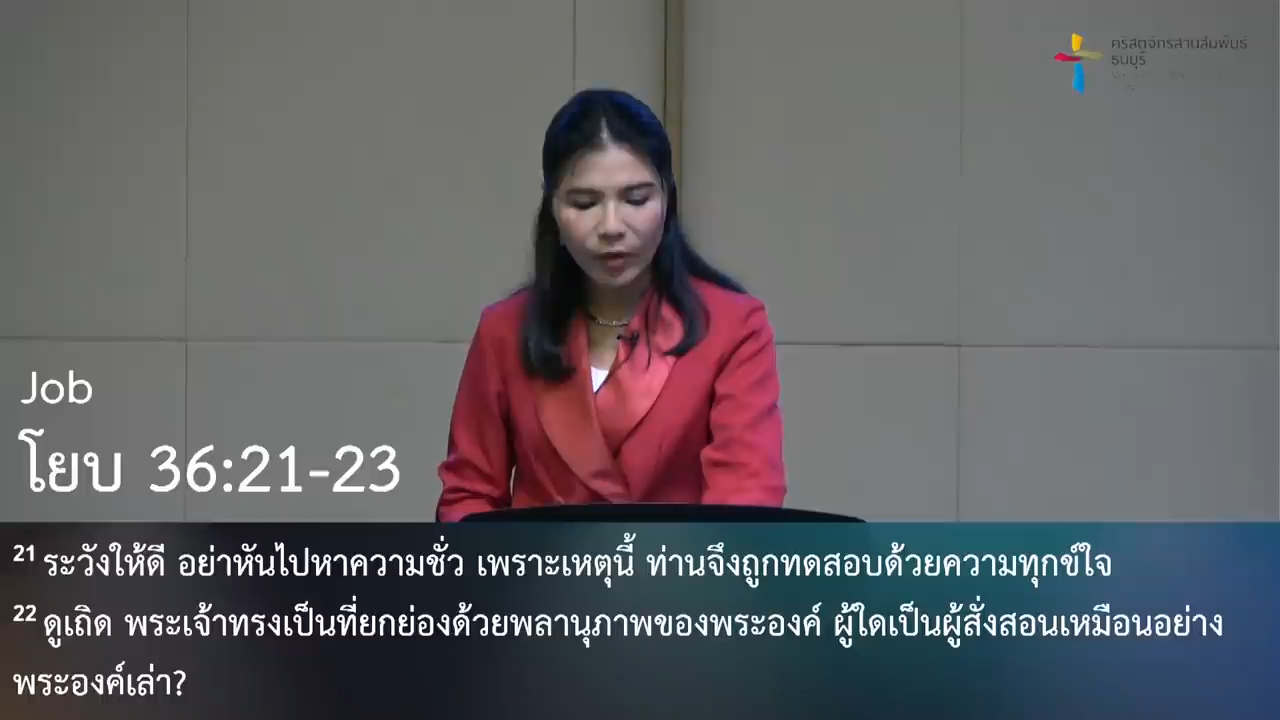 คริสตจักรสานสัมพันธ์
ธนบุรี
Job
โยบ 36:21-23
21 ระวังให้ดี อย่าหันไปหาความชั่ว เพราะเหตุนี้ ท่านจึงถูกทดสอบด้วยความทุกข์ใจ
22 ดูเถิด พระเจ้าทรงเป็นที่ยกย่องด้วยพลานุภาพของพระองค์ ผู้ใดเป็นผู้สั่งสอนเหมือนอย่าง
พระองค์เล่า?